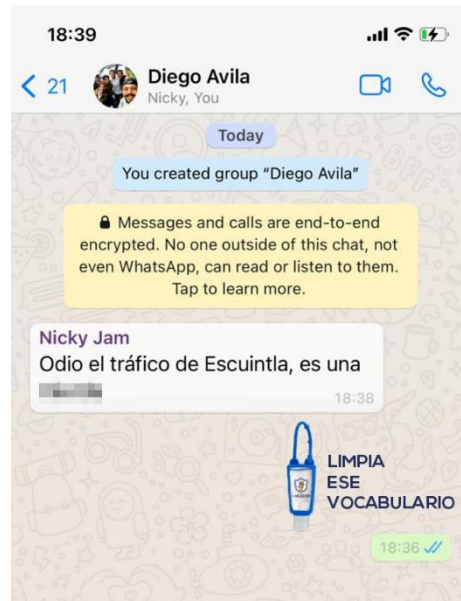 18:39
21
Diego Avila
Nicky, You
Today
You created group “Diego Avila”
Messages and calls are end-to-end
encrypted. No one outside of this chat, not
even WhatsApp, can read or listen to them.
Tap to learn more.
Nicky Jam
Odio el tráfico de Escuintla, es una
18:38
LIMPIA
ESE
VOCABULARIO
18:36